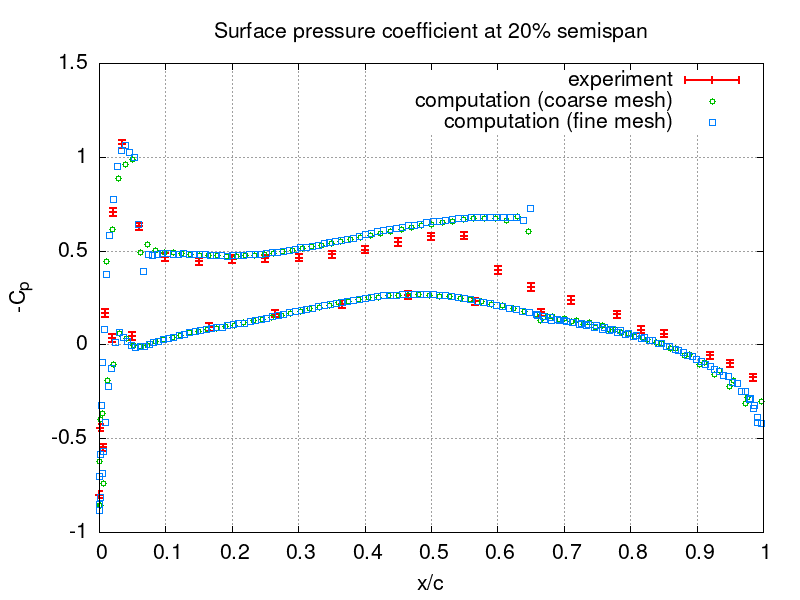 Surface pressure coefficient at 20% semispan
experiment
computation (coarse mesh)
computation (fine mesh)
1.5
1
0.5
0
-0.5
-1
-Cp
0 0.1 0.2 0.3 0.4 0.5 0.6 0.7 0.8 0.9 1
x/c